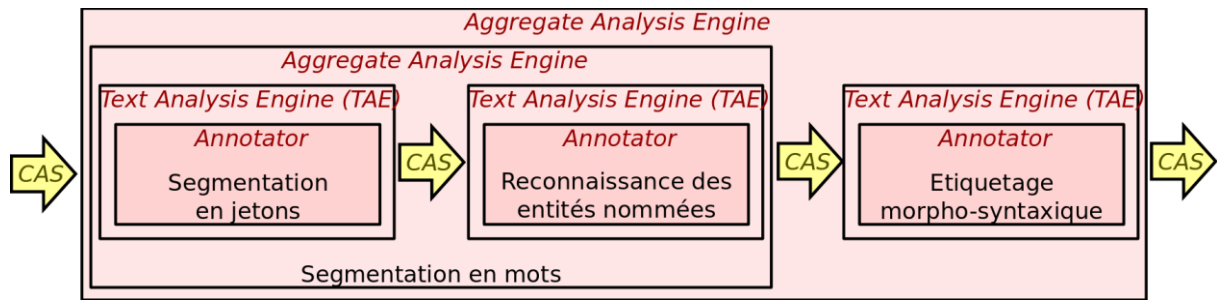 Aggregate Analysis Engine
Aggregate Analysis Engine
Text Analysis Engine (TAE)
Annotator
Segmentation
en jetons
Text Analysis Engine (TAE)
Annotator
Reconnaissance des
entités nommées
Text Analysis Engine (TAE)
Annotator
Etiquetage
morpho-syntaxique
CAS
CAS
CAS
CAS
Segmentation en mots